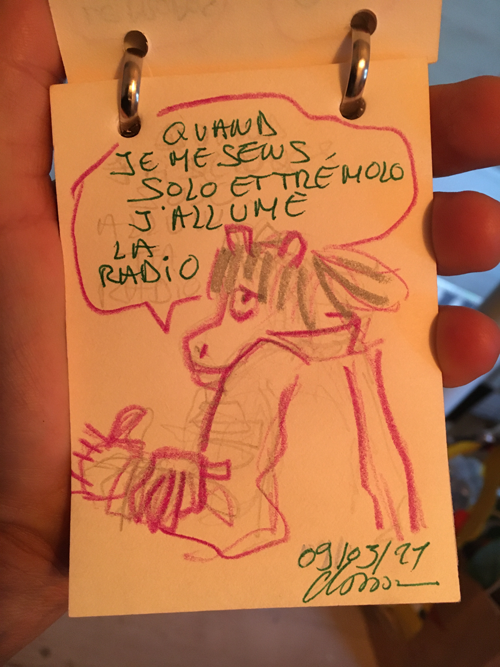 QUAND
JE ME SENS
SOLO ET TRÉMOLO
J'ALLUME
LA
RADIO
09/03/21